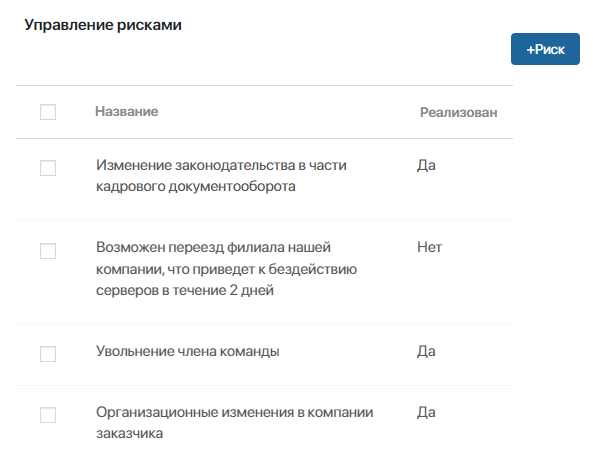 Управление рисками
+Риск
Название Реализован
Изменение законодательства в части Да
кадрового документооборота
Возможен переезд филиала нашей Нет
компании, что приведет к бездействию
серверов в течение 2 дней
Увольнение члена команды Да
Организационные изменения в компании Да
заказчика